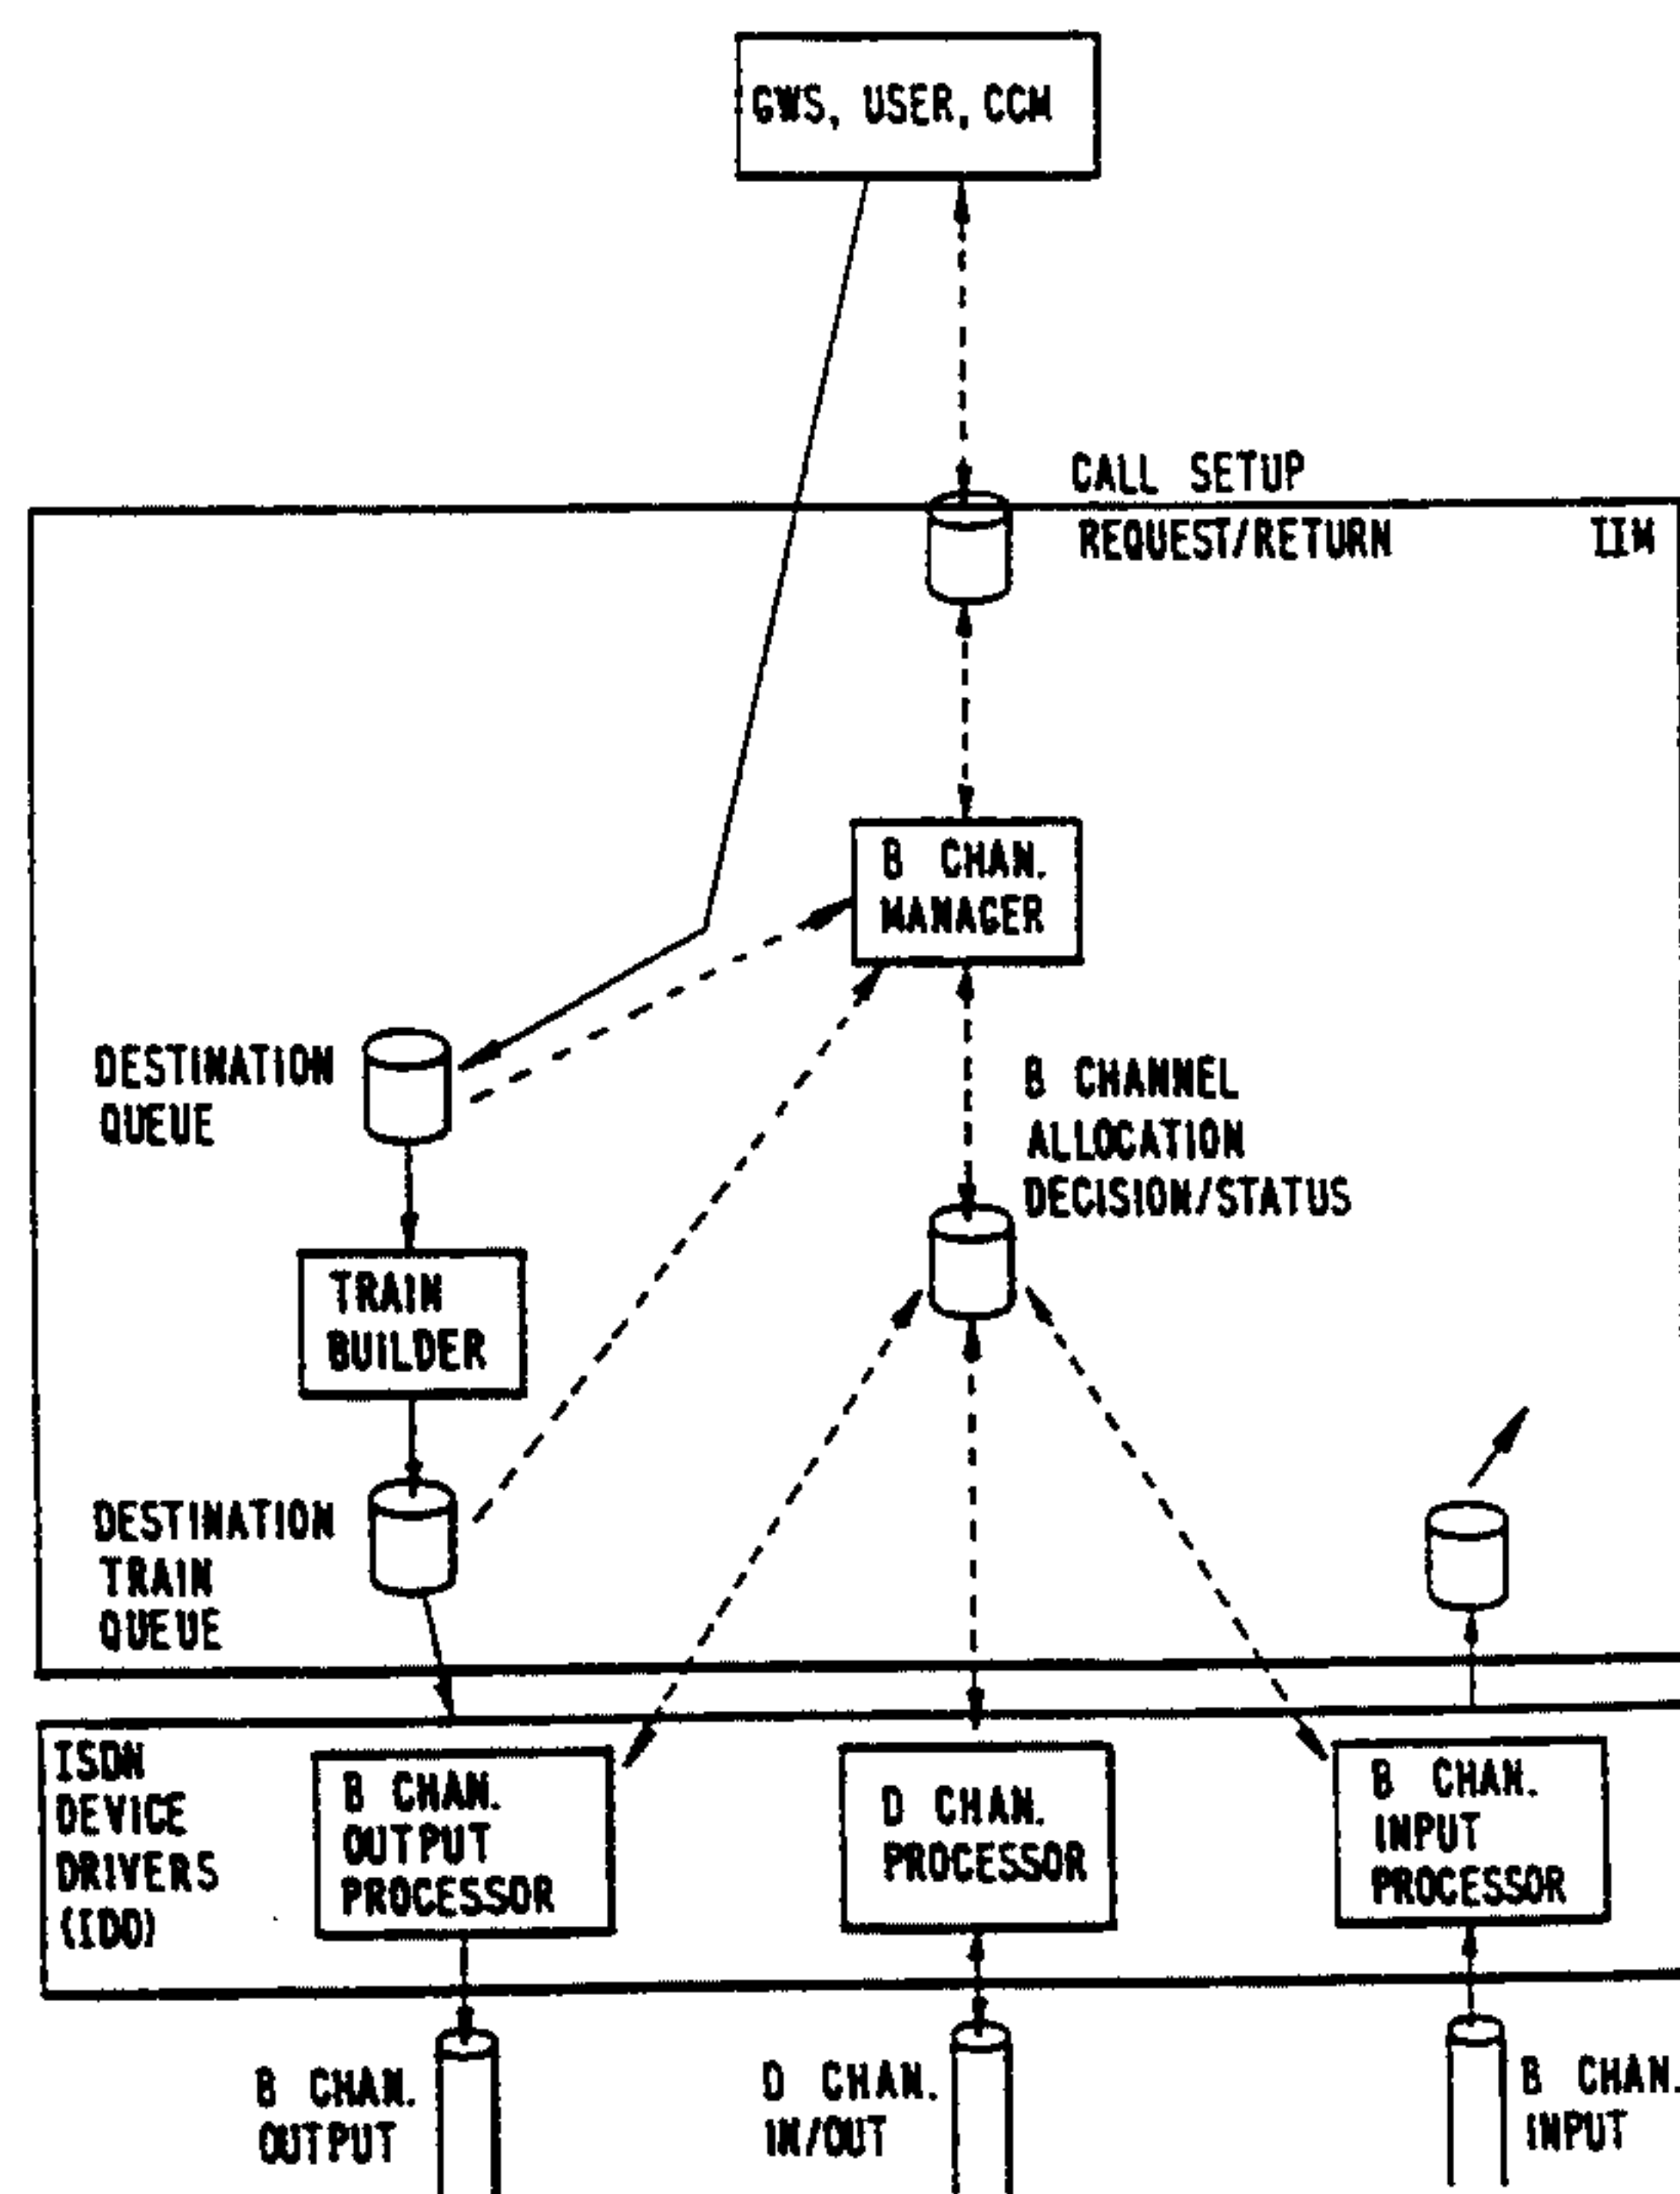 GWS, USER, CCM
CALL SETUP
REQUEST/RETURN
IIM
B CHAN.
MANAGER
DESTINATION
QUEUE
B CHANNEL
ALLOCATION
DECISION/STATUS
TRAIN
BUILDER
DESTINATION
TRAIN
QUEUE
ISDN
DEVICE
DRIVERS
(IDD)
B CHAN.
OUTPUT
PROCESSOR
D CHAN.
PROCESSOR
B CHAN.
INPUT
PROCESSOR
B CHAN.
OUTPUT
D CHAN.
IN/OUT
B CHAN.
INPUT